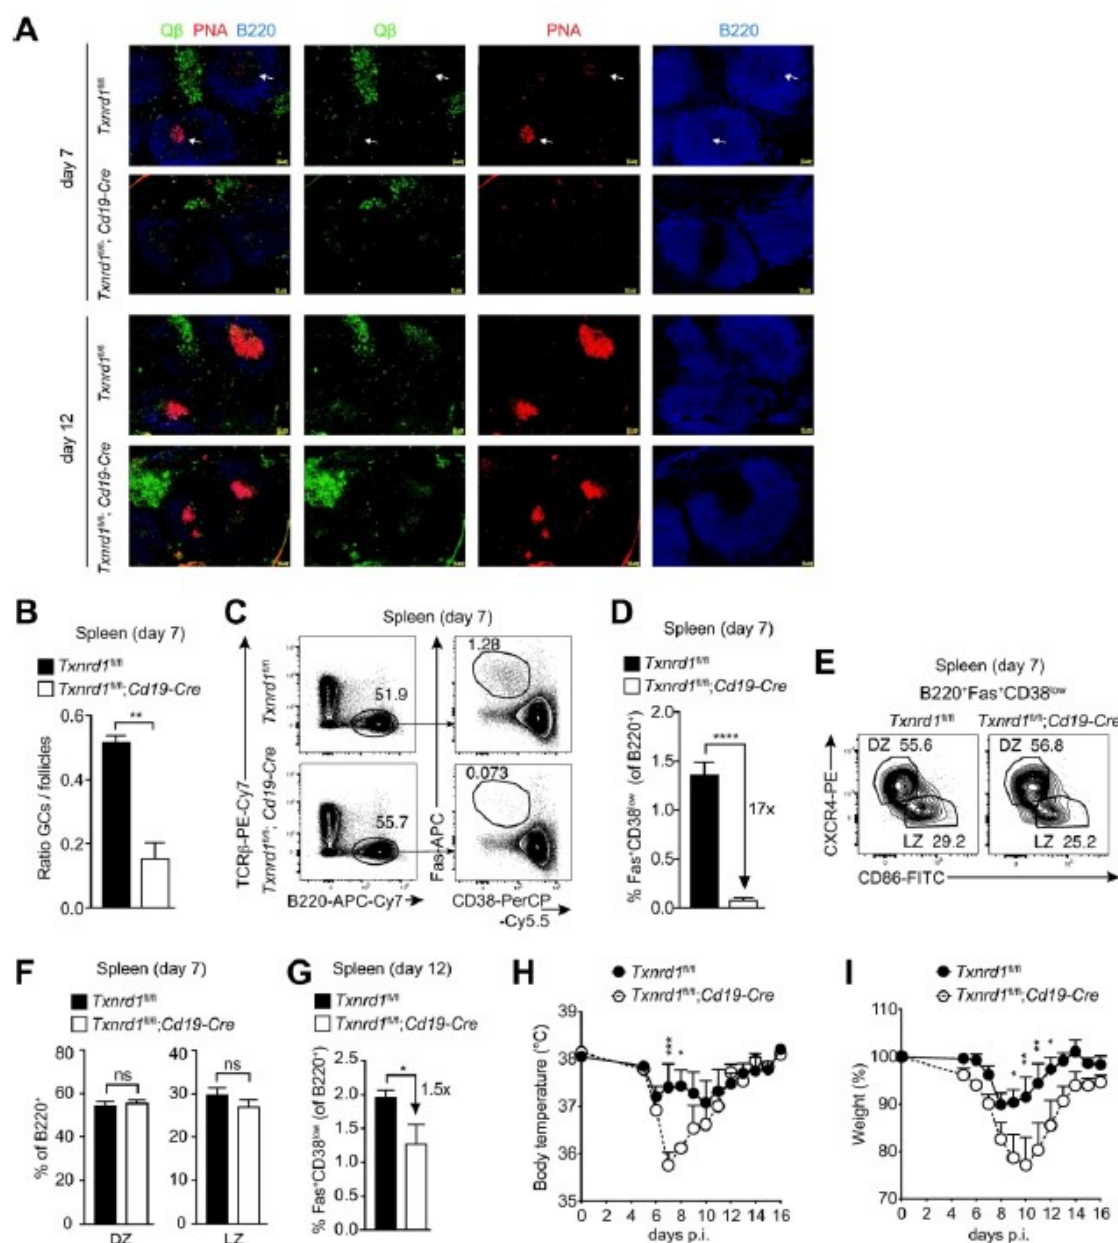 A
Qβ PNA B220
Qβ
PNA
B220
day 7
Txnrd1fl/fl
Txnrd1fl/fl; Cd19-Cre
day 12
Txnrd1fl/fl
Txnrd1fl/fl; Cd19-Cre
B
Spleen (day 7)
Txnrd1fl/fl
Txnrd1fl/fl;Cd19-Cre
Ratio GCs / follicles
0.6
0.4
0.2
0.0
**
C
Spleen (day 7)
Txnrd1fl/fl
Txnrd1fl/fl; Cd19-Cre
51.9
1.28
55.7
0.073
TCRβ-PE-Cy7
B220-APC-Cy7
Fas-APC
CD38-PerCP
-Cy5.5
D
Spleen (day 7)
Txnrd1fl/fl
Txnrd1fl/fl;Cd19-Cre
% Fas+CD38low (of B220+)
2.0
1.5
1.0
0.5
0.0
****
17x
E
Spleen (day 7)
B220+Fas+CD38low
Txnrd1fl/fl
Txnrd1fl/fl;Cd19-Cre
DZ 55.6
LZ 29.2
DZ 56.8
LZ 25.2
CXCR4-PE
CD86-FITC
F
Spleen (day 7)
Txnrd1fl/fl
Txnrd1fl/fl;Cd19-Cre
% of B220+
80
60
40
20
0
ns
DZ
40
30
20
10
0
ns
LZ
G
Spleen (day 12)
Txnrd1fl/fl
Txnrd1fl/fl;Cd19-Cre
% Fas+CD38low (of B220+)
2.5
2.0
1.5
1.0
0.5
0.0
*
1.5x
H
Txnrd1fl/fl
Txnrd1fl/fl;Cd19-Cre
Body temperature (°C)
39
38
37
36
35
***
*
0 2 4 6 8 10 12 14 16
days p.i.
I
Txnrd1fl/fl
Txnrd1fl/fl;Cd19-Cre
Weight (%)
110
100
90
80
70
*
**
**
*
0 2 4 6 8 10 12 14 16
days p.i.